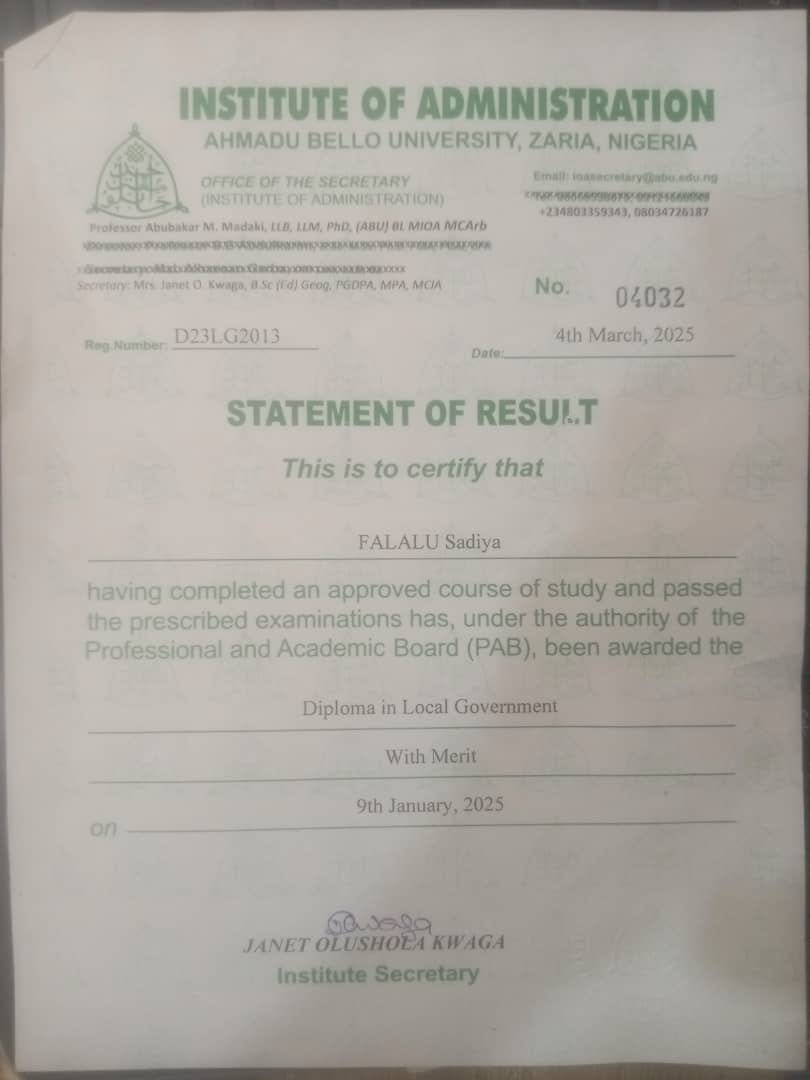 INSTITUTE OF ADMINISTRATION
AHMADU BELLO UNIVERSITY, ZARIA, NIGERIA
OFFICE OF THE SECRETARY
(INSTITUTE OF ADMINISTRATION)
Email: ioasecretary@abu.edu.ng
+234803359343, 08034726187
Professor Abubakar M. Madaki, LLB, LLM, PhD, (ABU) BL MIOA MCArb
Secretary: Mrs. Janet O. Kwaga, B.Sc (Ed) Geog, PGDPA, MPA, MCIA
No. 04032
Reg.Number: D23LG2013
Date: 4th March, 2025
STATEMENT OF RESULT
This is to certify that
FALALU Sadiya
having completed an approved course of study and passed
the prescribed examinations has, under the authority of the
Professional and Academic Board (PAB), been awarded the
Diploma in Local Government
With Merit
9th January, 2025
on
JANET OLUSHOLA KWAGA
Institute Secretary